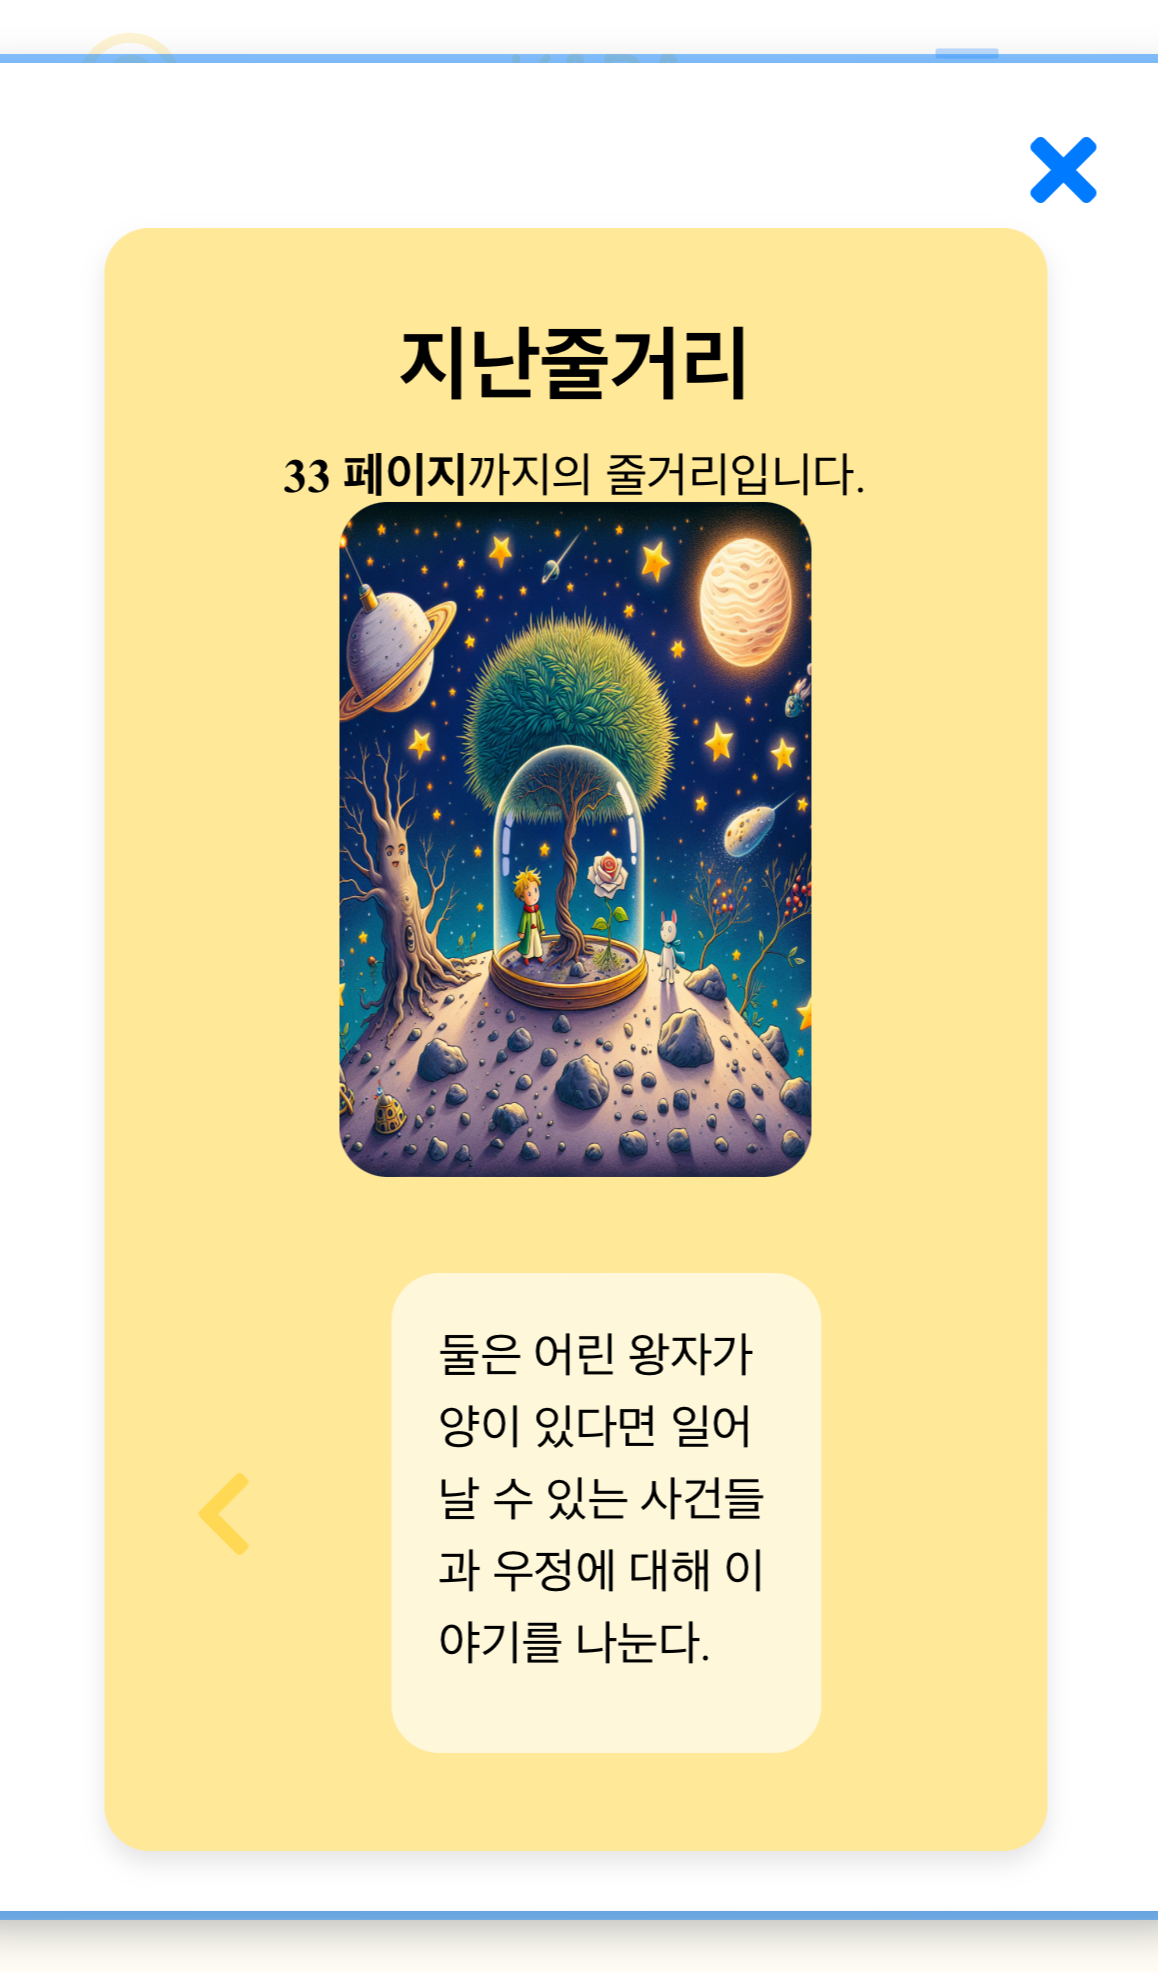 지난줄거리
33 페이지까지의 줄거리입니다.
둘은 어린 왕자가
양이 있다면 일어
날 수 있는 사건들
과 우정에 대해 이
야기를 나눈다.